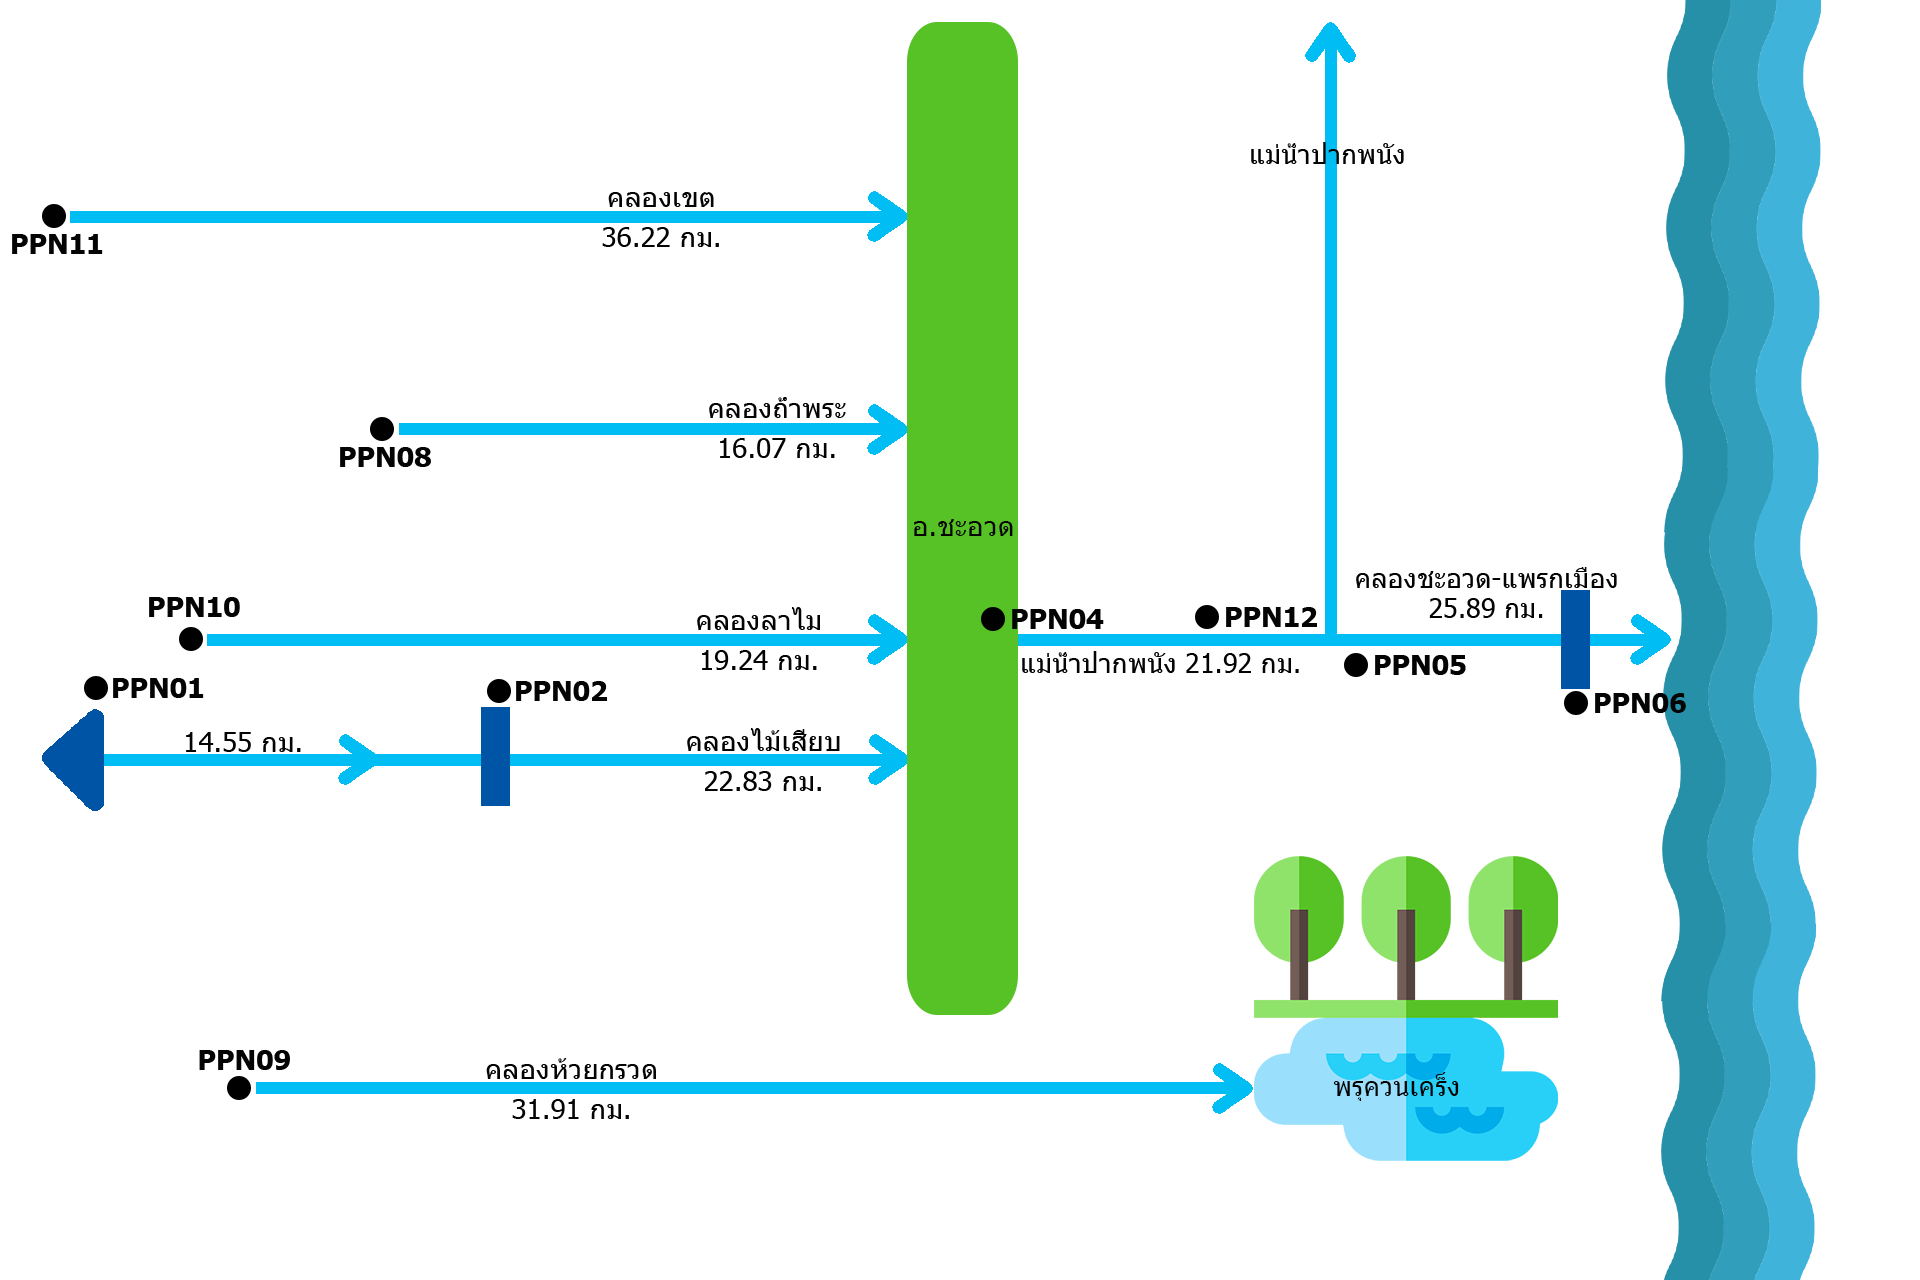 แม่น้ำปากพนัง
คลองเขต
36.22 กม.
PPN11
คลองถ้ำพระ
16.07 กม.
PPN08
อ.ชะอวด
คลองชะอวด-แพรกเมือง
25.89 กม.
PPN10
คลองลาไม
19.24 กม.
PPN04
PPN12
แม่น้ำปากพนัง 21.92 กม.
PPN05
PPN01
PPN02
PPN06
14.55 กม.
คลองไม้เสียบ
22.83 กม.
PPN09
คลองห้วยกรวด
31.91 กม.
พรุควนเคร็ง